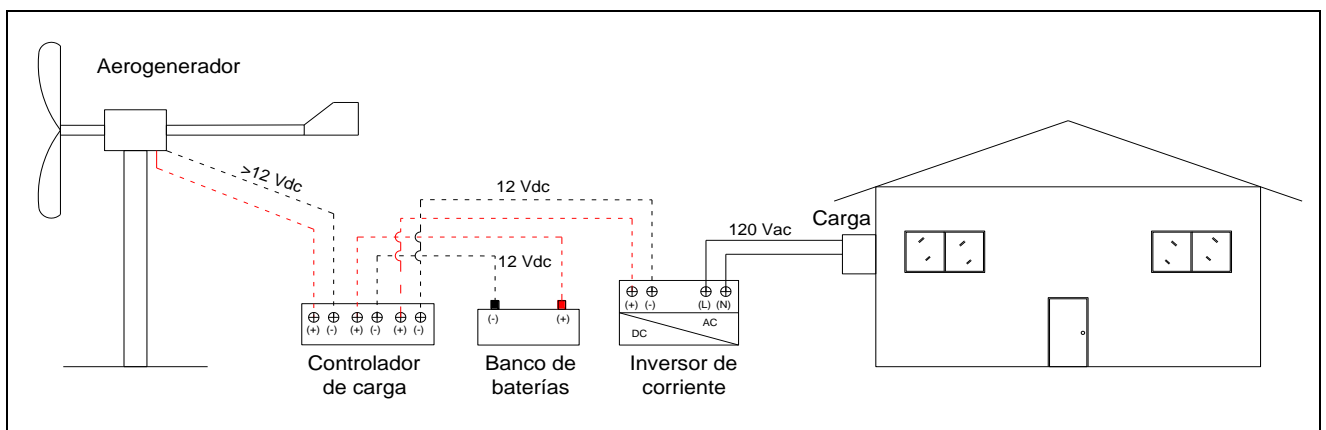 Aerogenerador
>12 Vdc
12 Vdc
12 Vdc
120 Vac
Carga
(+) (-) (+) (-) (+) (-)
(-) (+)
(+) (-) (L) (N)
DC AC
Controlador
de carga
Banco de
baterías
Inversor de
corriente